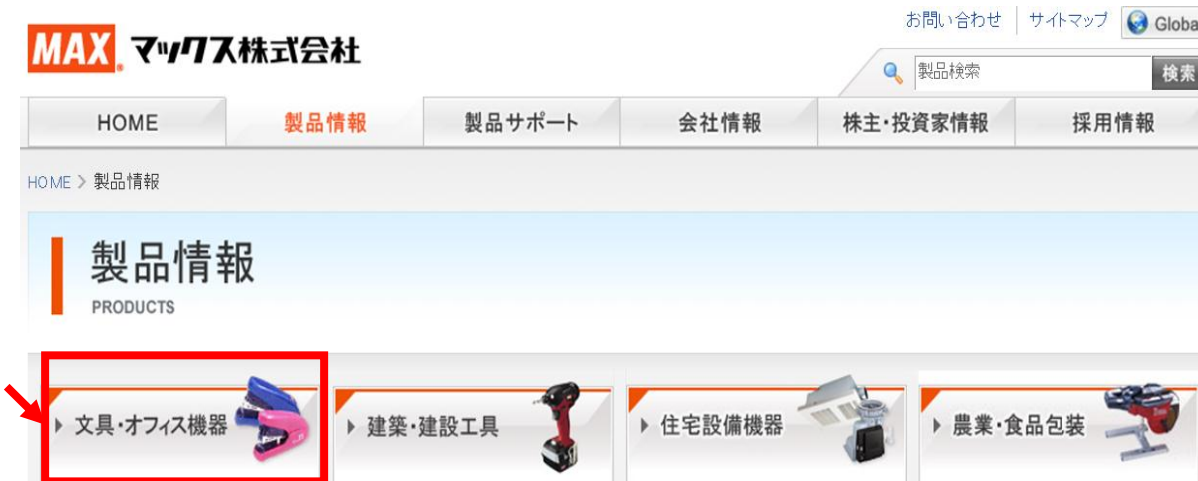 お問い合わせ サイトマップ Globa
MAX マックス株式会社
製品検索 検索
HOME 製品情報 製品サポート 会社情報 株主・投資家情報 採用情報
HOME > 製品情報
製品情報
PRODUCTS
文具・オフィス機器 建築・建設工具 住宅設備機器 農業・食品包装